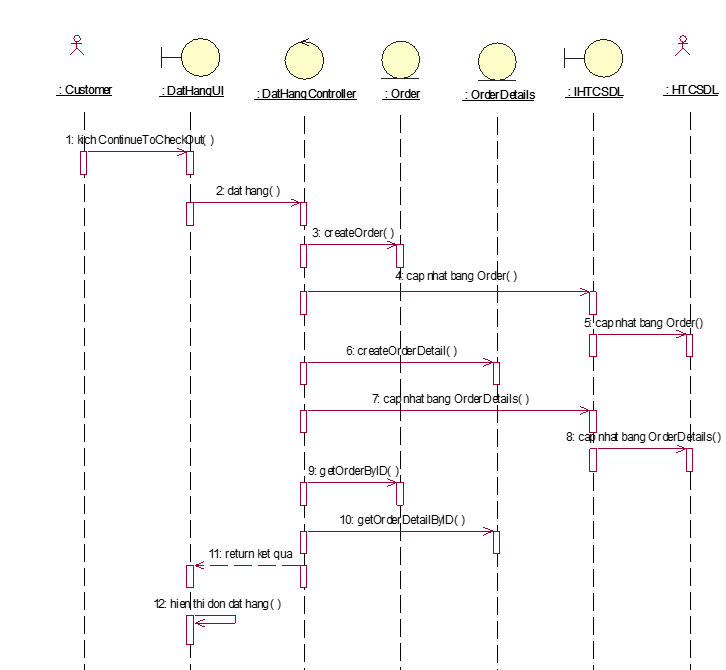 : Customer
: DatHangUI
: DatHangController
: Order
: OrderDetails
: IHTCSDL
: HTCSDL
1: kich ContinueToCheckOut( )
2: dat hang( )
3: createOrder( )
4: cap nhat bang Order( )
5: cap nhat bang Order()
6: createOrderDetail( )
7: cap nhat bang OrderDetails( )
8: cap nhat bang OrderDetails()
9: getOrderByID( )
10: getOrderDetailByID( )
11: return ket qua
12: hien thi don dat hang( )